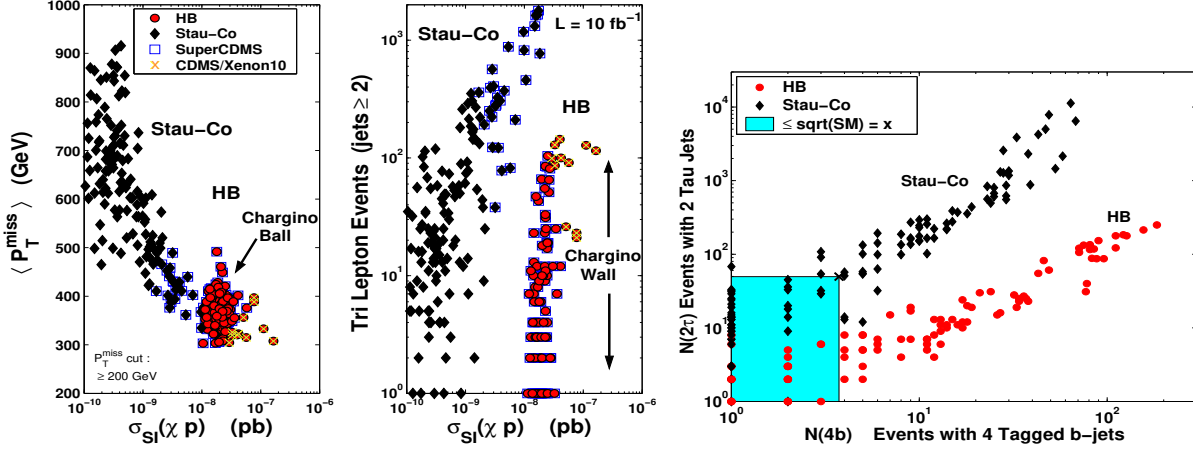 1000
900
800
700
600
500
400
300
200
⟨ P_T^miss ⟩ (GeV)
HB
Stau−Co
SuperCDMS
CDMS/Xenon10
Stau−Co
HB
Chargino
Ball
P_T^miss cut :
≥ 200 GeV
10^−10 10^−9 10^−8 10^−7 10^−6
σ_SI(χ p) (pb)
10^3
10^2
10^1
10^0
Tri Lepton Events (jets ≥ 2)
L = 10 fb^−1
Stau−Co
HB
Chargino
Wall
10^−10 10^−9 10^−8 10^−7 10^−6
σ_SI(χ p) (pb)
10^4
10^3
10^2
10^1
10^0
N(2τ) Events with 2 Tau Jets
HB
Stau−Co
≤ sqrt(SM) = x
Stau−Co
HB
10^0 10^1 10^2
N(4b) Events with 4 Tagged b−jets